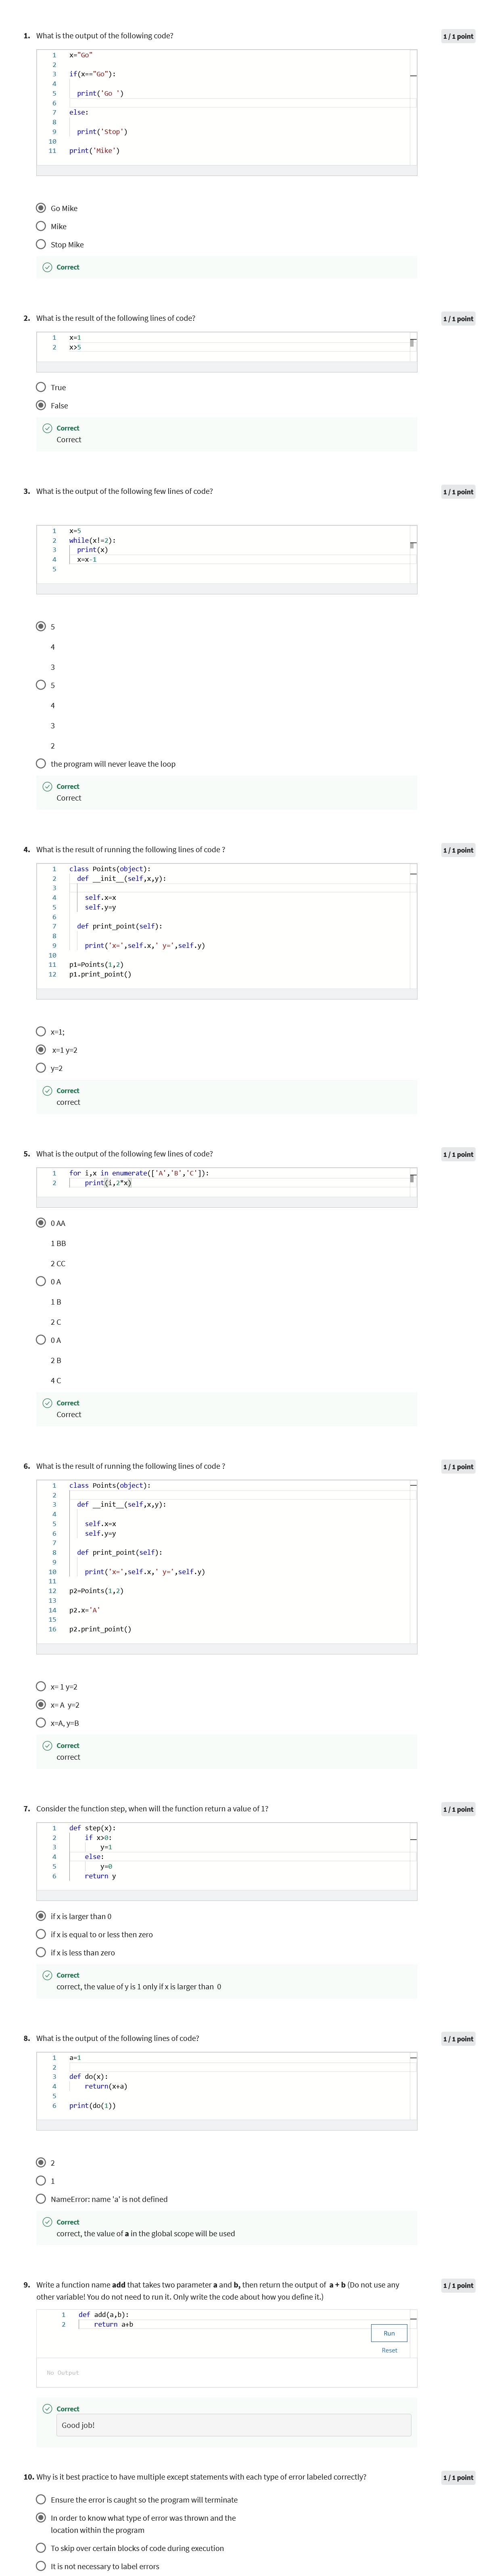 1. What is the output of the following code?
1 / 1 point
1 x="Go"
2
3 if(x=="Go"):
4
5 print('Go ')
6
7 else:
8
9 print('Stop')
10
11 print('Mike')
Go Mike
Mike
Stop Mike
Correct
2. What is the result of the following lines of code?
1 / 1 point
1 x=1
2 x>5
True
False
Correct
Correct
3. What is the output of the following few lines of code?
1 / 1 point
1 x=5
2 while(x!=2):
3 print(x)
4 x=x-1
5
5
4
3
5
4
3
2
the program will never leave the loop
Correct
Correct
4. What is the result of running the following lines of code ?
1 / 1 point
1 class Points(object):
2 def __init__(self,x,y):
3
4 self.x=x
5 self.y=y
6
7 def print_point(self):
8
9 print('x=',self.x,' y=',self.y)
10
11 p1=Points(1,2)
12 p1.print_point()
x=1;
x=1 y=2
y=2
Correct
correct
5. What is the output of the following few lines of code?
1 / 1 point
1 for i,x in enumerate(['A','B','C']):
2 print(i,2*x)
0 AA
1 BB
2 CC
0 A
1 B
2 C
0 A
2 B
4 C
Correct
Correct
6. What is the result of running the following lines of code ?
1 / 1 point
1 class Points(object):
2
3 def __init__(self,x,y):
4
5 self.x=x
6 self.y=y
7
8 def print_point(self):
9
10 print('x=',self.x,' y=',self.y)
11
12 p2=Points(1,2)
13
14 p2.x='A'
15
16 p2.print_point()
x= 1 y=2
x= A y=2
x=A, y=B
Correct
correct
7. Consider the function step, when will the function return a value of 1?
1 / 1 point
1 def step(x):
2 if x>0:
3 y=1
4 else:
5 y=0
6 return y
if x is larger than 0
if x is equal to or less then zero
if x is less than zero
Correct
correct, the value of y is 1 only if x is larger than 0
8. What is the output of the following lines of code?
1 / 1 point
1 a=1
2
3 def do(x):
4 return(x+a)
5
6 print(do(1))
2
1
NameError: name 'a' is not defined
Correct
correct, the value of a in the global scope will be used
9. Write a function name add that takes two parameter a and b, then return the output of a + b (Do not use any
other variable! You do not need to run it. Only write the code about how you define it.)
1 / 1 point
1 def add(a,b):
2 return a+b
Run
Reset
No Output
Correct
Good job!
10. Why is it best practice to have multiple except statements with each type of error labeled correctly?
1 / 1 point
Ensure the error is caught so the program will terminate
In order to know what type of error was thrown and the
location within the program
To skip over certain blocks of code during execution
It is not necessary to label errors